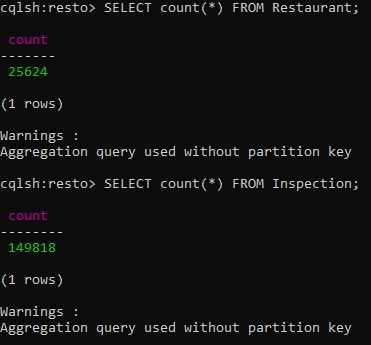 cqlsh:resto> SELECT count(*) FROM Restaurant;
count
-------
25624
(1 rows)
Warnings :
Aggregation query used without partition key
cqlsh:resto> SELECT count(*) FROM Inspection;
count
--------
149818
(1 rows)
Warnings :
Aggregation query used without partition key